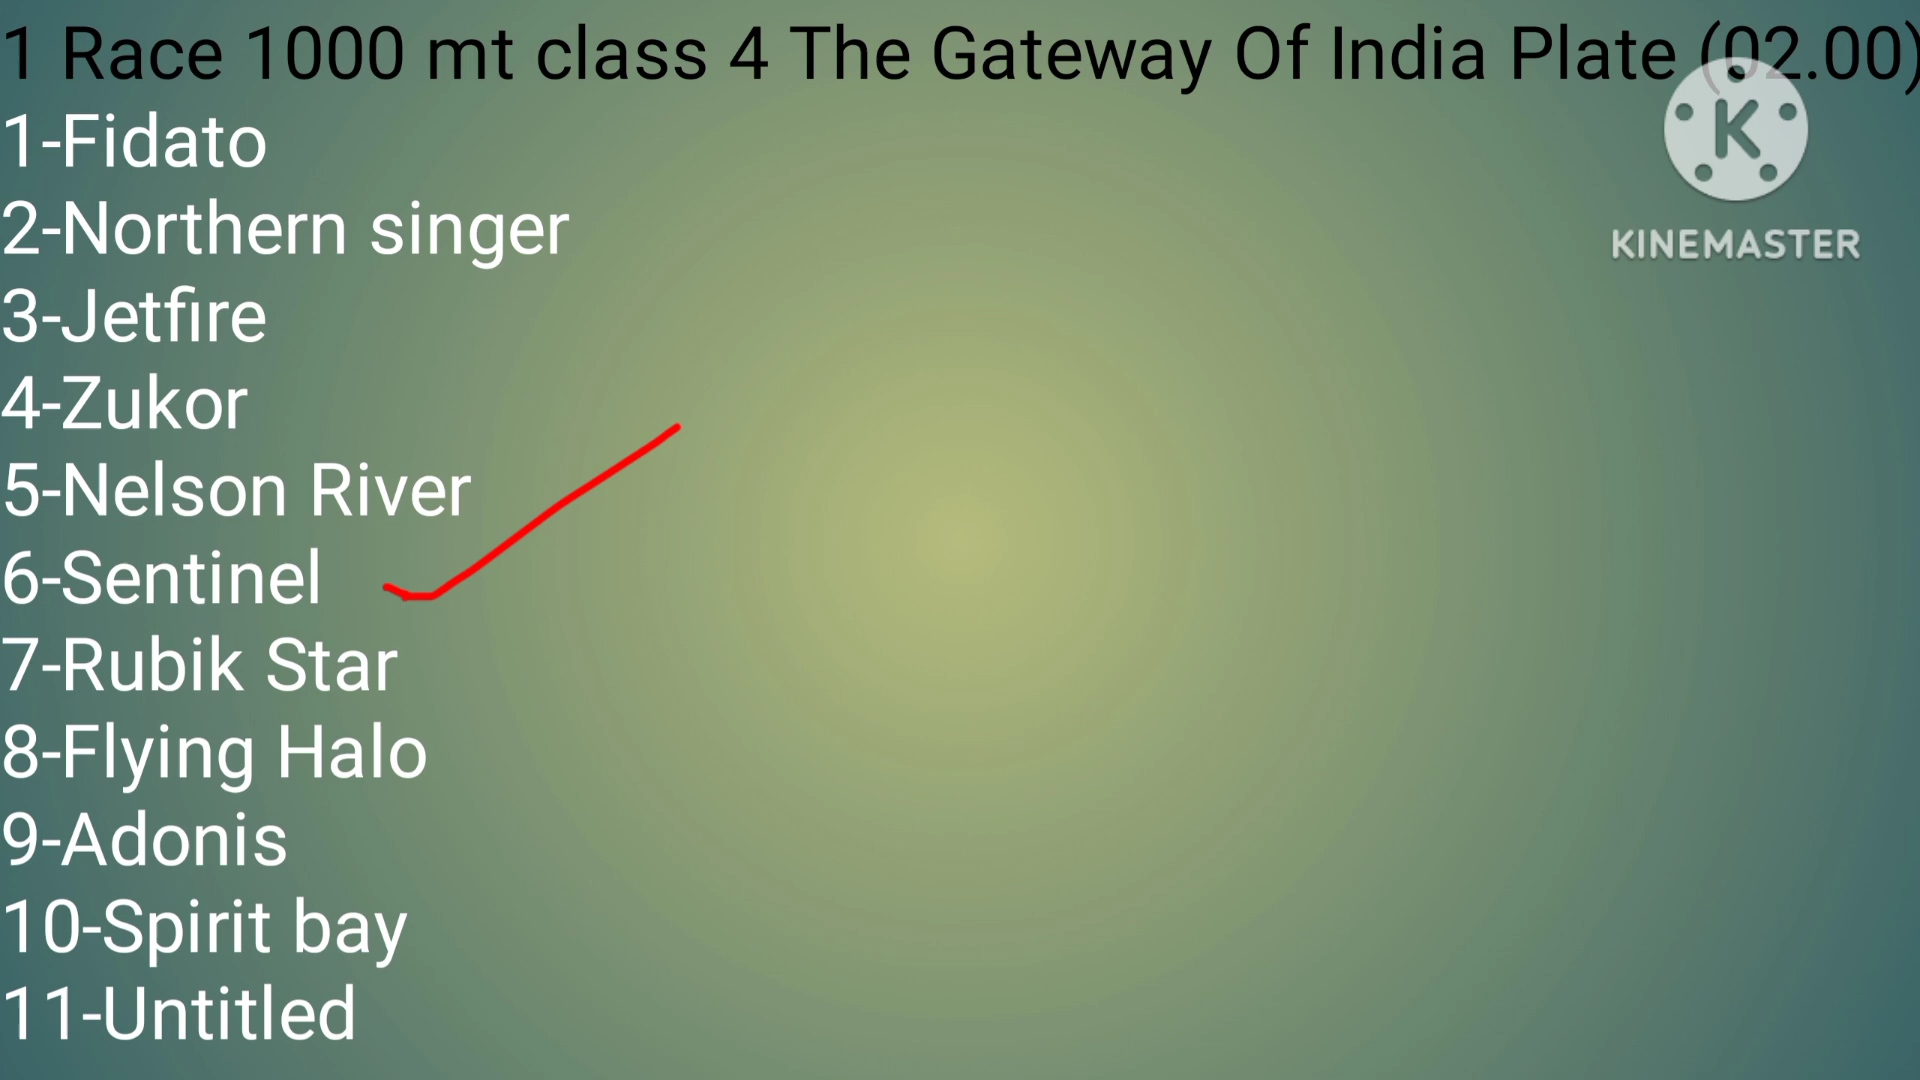 1 Race 1000 mt class 4 The Gateway Of India Plate (02.00)
1-Fidato
2-Northern singer
3-Jetfire
4-Zukor
5-Nelson River
6-Sentinel
7-Rubik Star
8-Flying Halo
9-Adonis
10-Spirit bay
11-Untitled
K
KINEMASTER